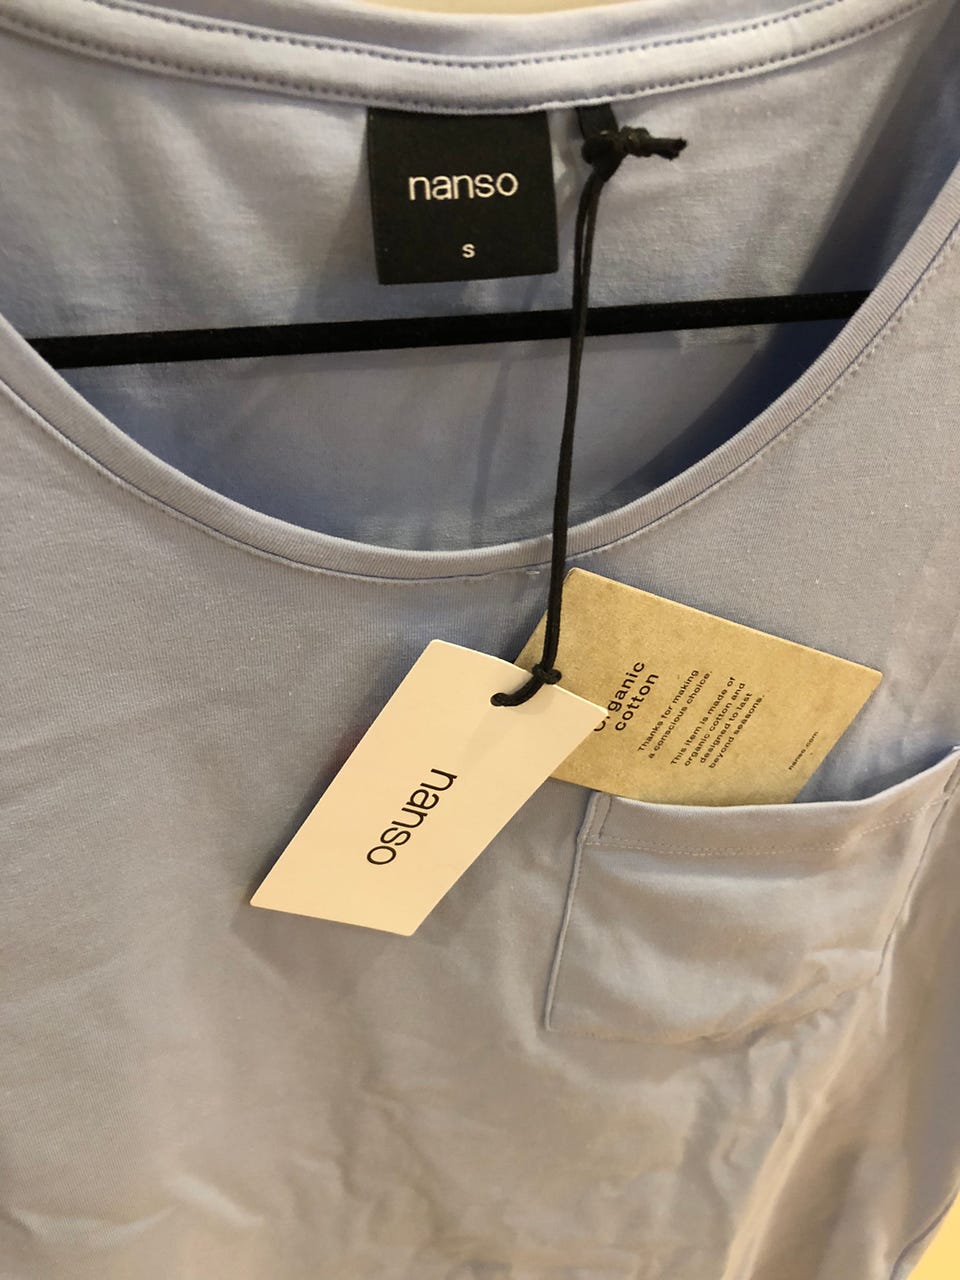 nanso
s
organic
cotton
Thanks for making
a conscious choice.
This item is made of
organic cotton and
designed to last
beyond seasons.
nanso.com
nanso